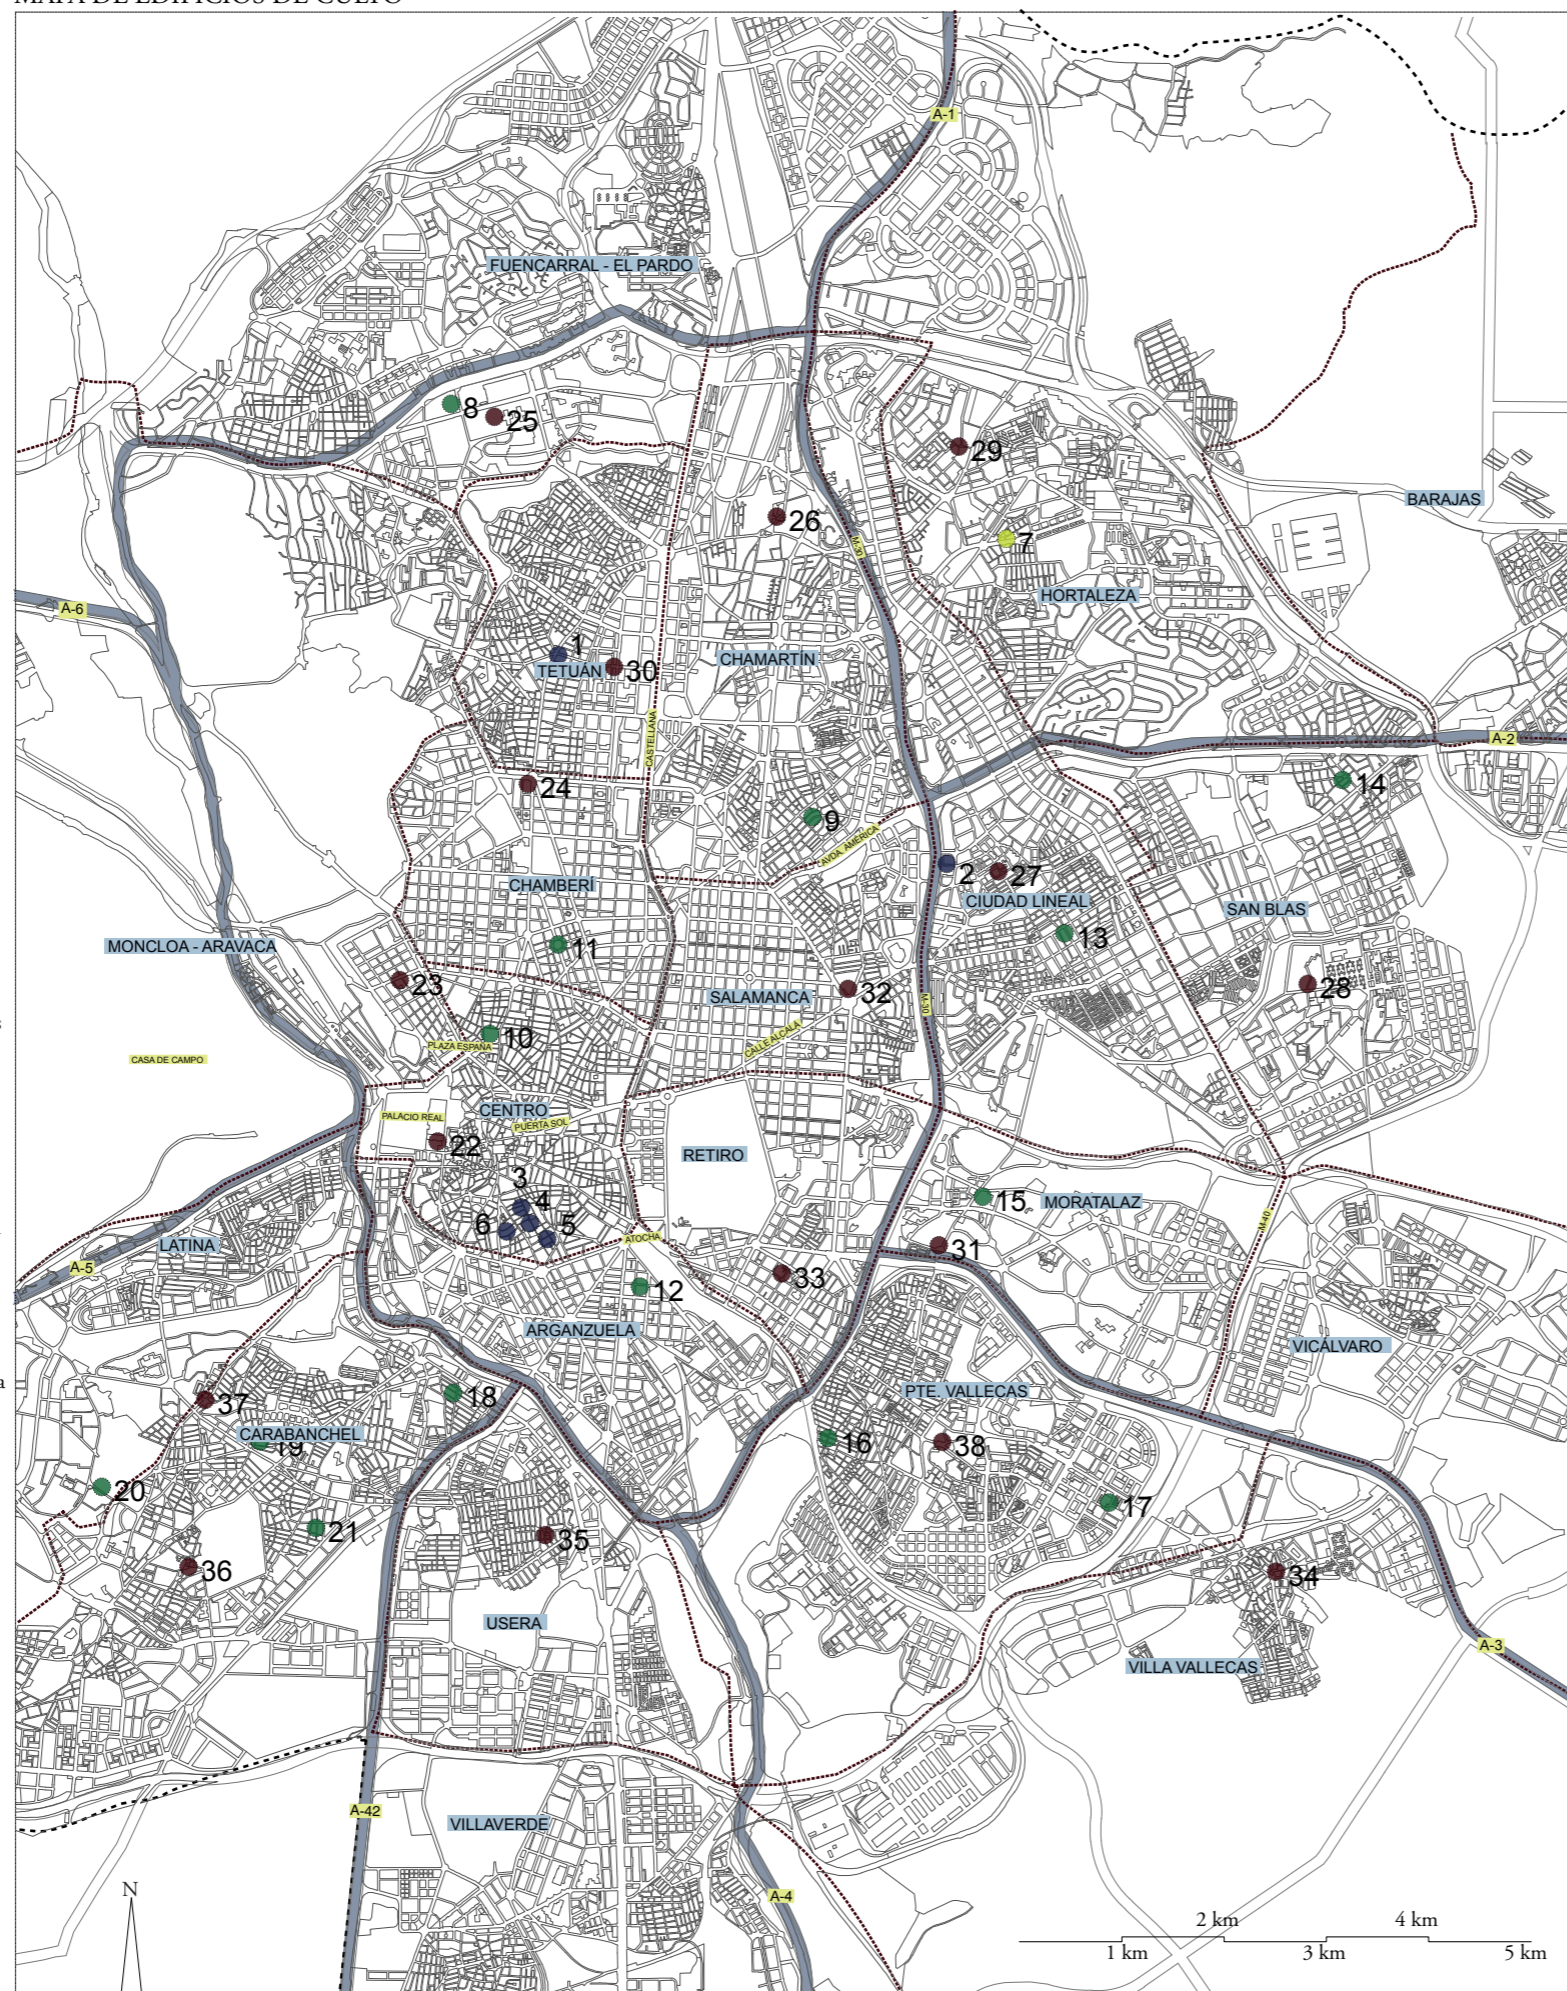 MAPA DE EDIFICIOS DE CULTO
A-1
FUENCARRAL - EL PARDO
8
25
29
BARAJAS
26
M-30
7
HORTALEZA
A-6
1
TETUÁN
30
CHAMARTÍN
CASTELLANA
A-2
14
24
9
AVDA. AMÉRICA
2
27
CHAMBERÍ
CIUDAD LINEAL
SAN BLAS
13
MONCLOA - ARAVACA
11
23
SALAMANCA
32
M-30
28
10
PLAZA ESPAÑA
CALLE ALCALÁ
CASA DE CAMPO
PALACIO REAL
CENTRO
PUERTA SOL
22
RETIRO
3
4
6
5
15
MORATALAZ
M-40
ATOCHA
LATINA
31
A-5
33
12
ARGANZUELA
VICÁLVARO
a
37
18
PTE. VALLECAS
CARABANCHEL
19
16
38
20
17
21
35
36
34
USERA
A-3
VILLA VALLECAS
A-42
VILLAVERDE
N
A-4
2 km
4 km
1 km
3 km
5 km